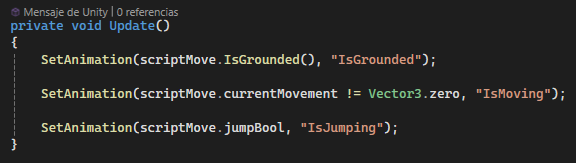 Mensaje de Unity | 0 referencias
private void Update()
{
    SetAnimation(scriptMove.IsGrounded(), "IsGrounded");
    SetAnimation(scriptMove.currentMovement != Vector3.zero, "IsMoving");
    SetAnimation(scriptMove.jumpBool, "IsJumping");
}